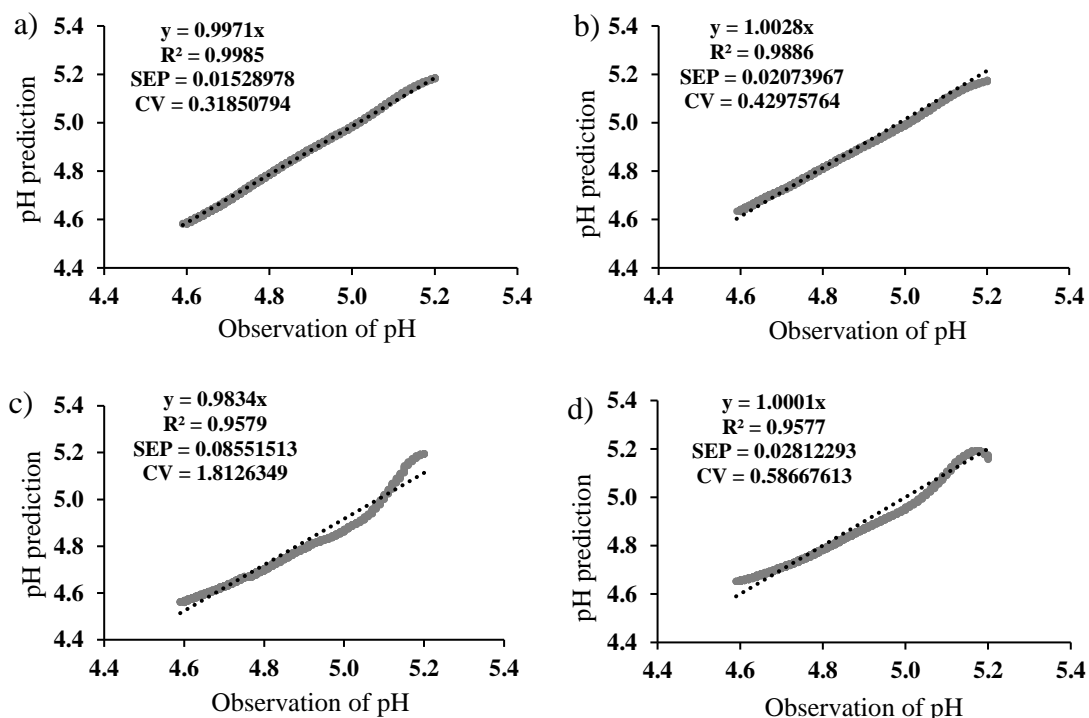 a)
y = 0.9971x
R² = 0.9985
SEP = 0.01528978
CV = 0.31850794
pH prediction
5.4
5.2
5.0
4.8
4.6
4.4
4.4 4.6 4.8 5.0 5.2 5.4
Observation of pH
b)
y = 1.0028x
R² = 0.9886
SEP = 0.02073967
CV = 0.42975764
pH prediction
5.4
5.2
5.0
4.8
4.6
4.4
4.4 4.6 4.8 5.0 5.2 5.4
Observation of pH
c)
y = 0.9834x
R² = 0.9579
SEP = 0.08551513
CV = 1.8126349
pH prediction
5.4
5.2
5.0
4.8
4.6
4.4
4.4 4.6 4.8 5.0 5.2 5.4
Observation of pH
d)
y = 1.0001x
R² = 0.9577
SEP = 0.02812293
CV = 0.58667613
pH prediction
5.4
5.2
5.0
4.8
4.6
4.4
4.4 4.6 4.8 5.0 5.2 5.4
Observation of pH